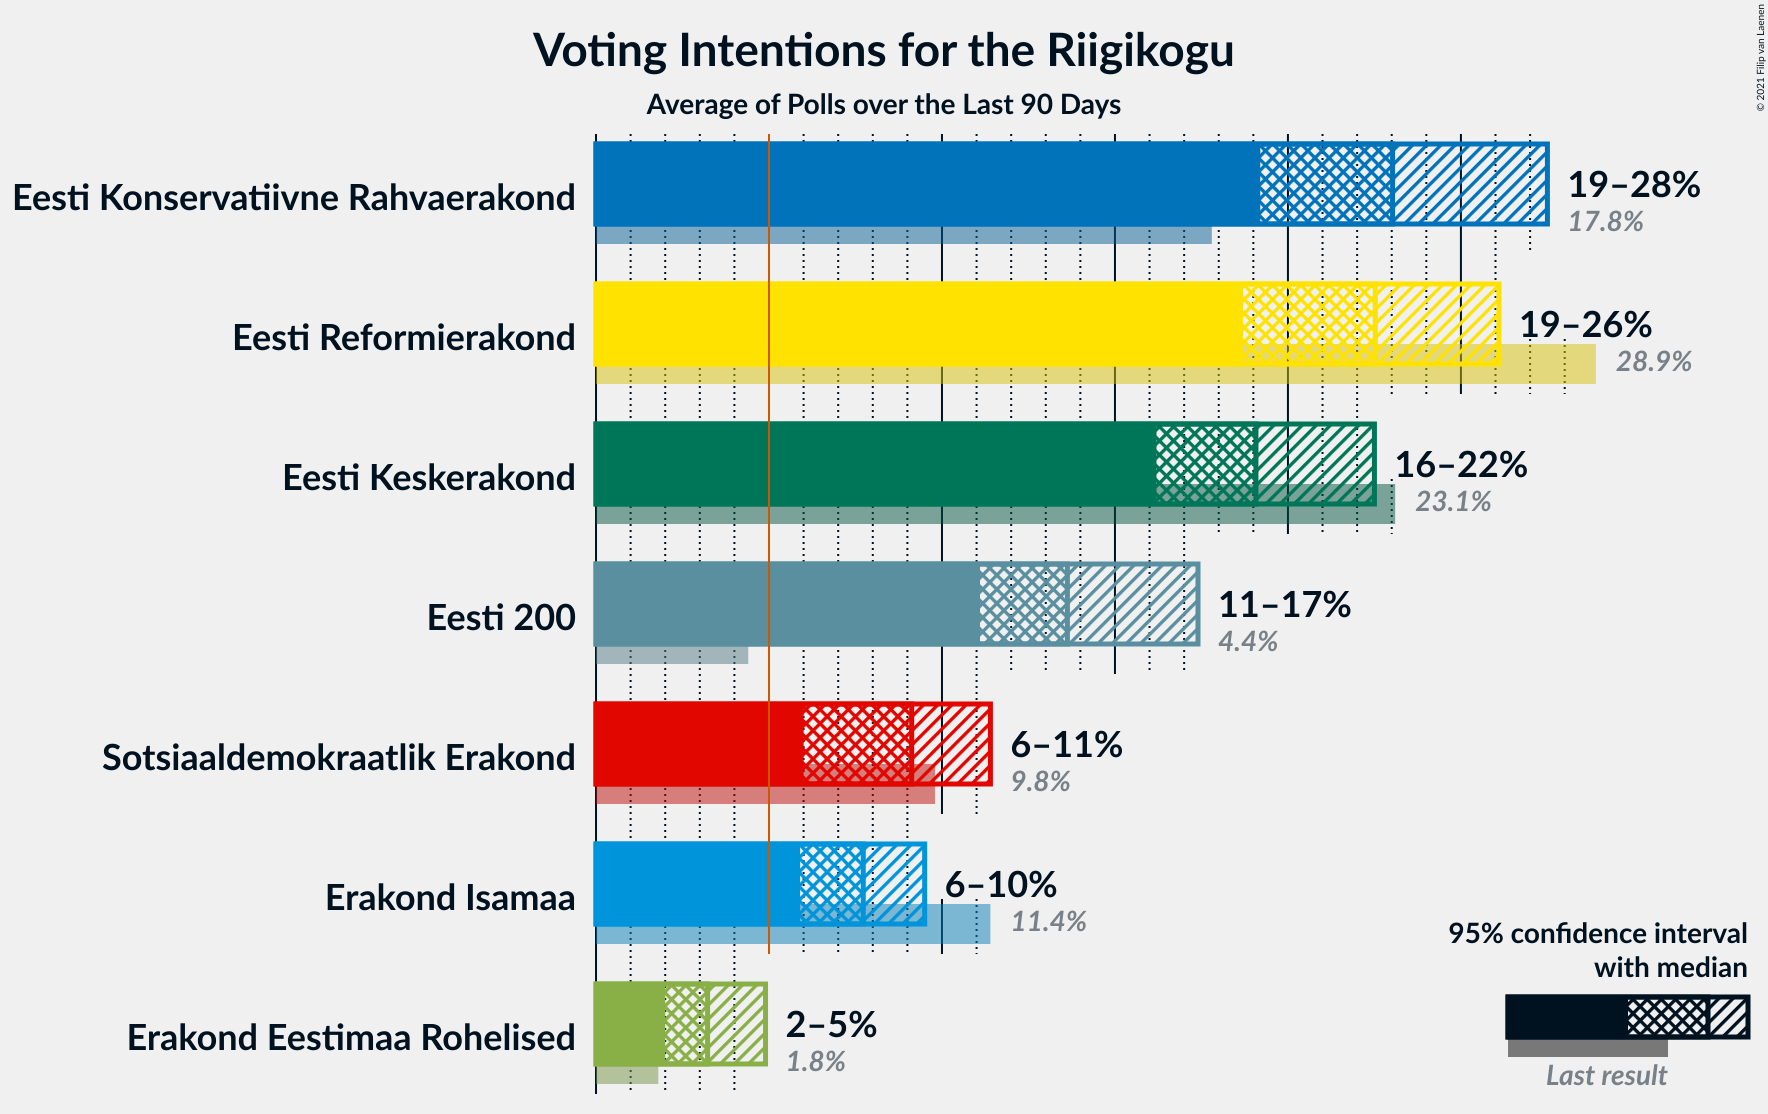 Voting Intentions for the Riigikogu
Average of Polls over the Last 90 Days
© 2021 Filip van Laenen
Eesti Konservatiivne Rahvaerakond
19–28%
17.8%
Eesti Reformierakond
19–26%
28.9%
Eesti Keskerakond
16–22%
23.1%
Eesti 200
11–17%
4.4%
Sotsiaaldemokraatlik Erakond
6–11%
9.8%
Erakond Isamaa
6–10%
11.4%
Erakond Eestimaa Rohelised
2–5%
1.8%
95% confidence interval
with median
Last result